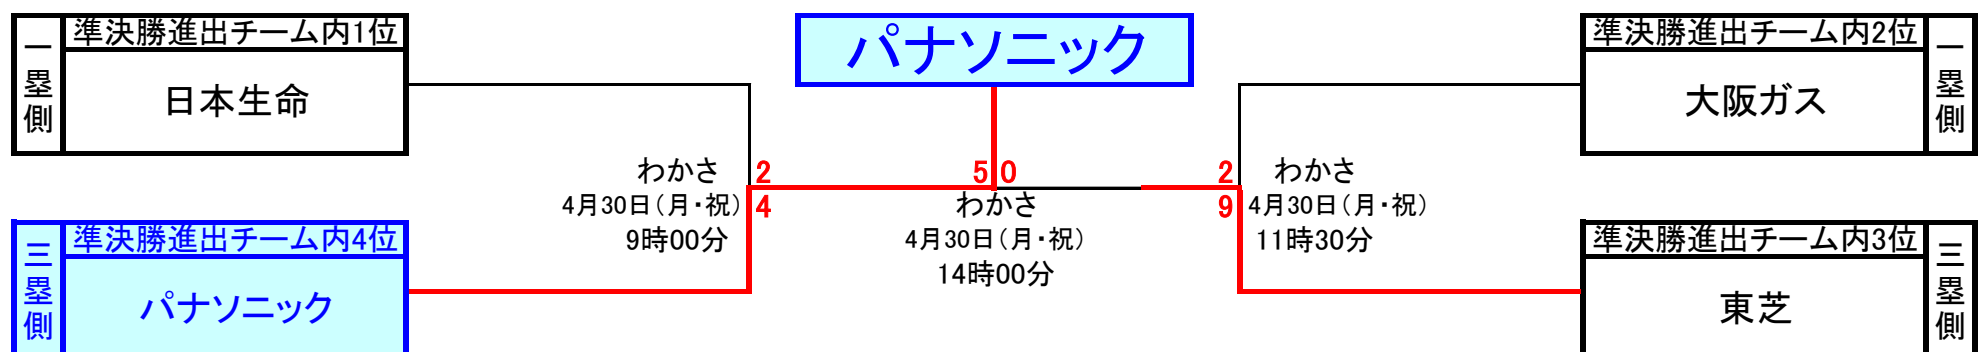 一塁側
準決勝進出チーム内1位
日本生命
パナソニック
準決勝進出チーム内2位
大阪ガス
一塁側
わかさ
4月30日（月・祝）
9時00分
2
4
5 0
わかさ
4月30日（月・祝）
14時00分
2
9
わかさ
4月30日（月・祝）
11時30分
三塁側
準決勝進出チーム内4位
パナソニック
準決勝進出チーム内3位
東芝
三塁側